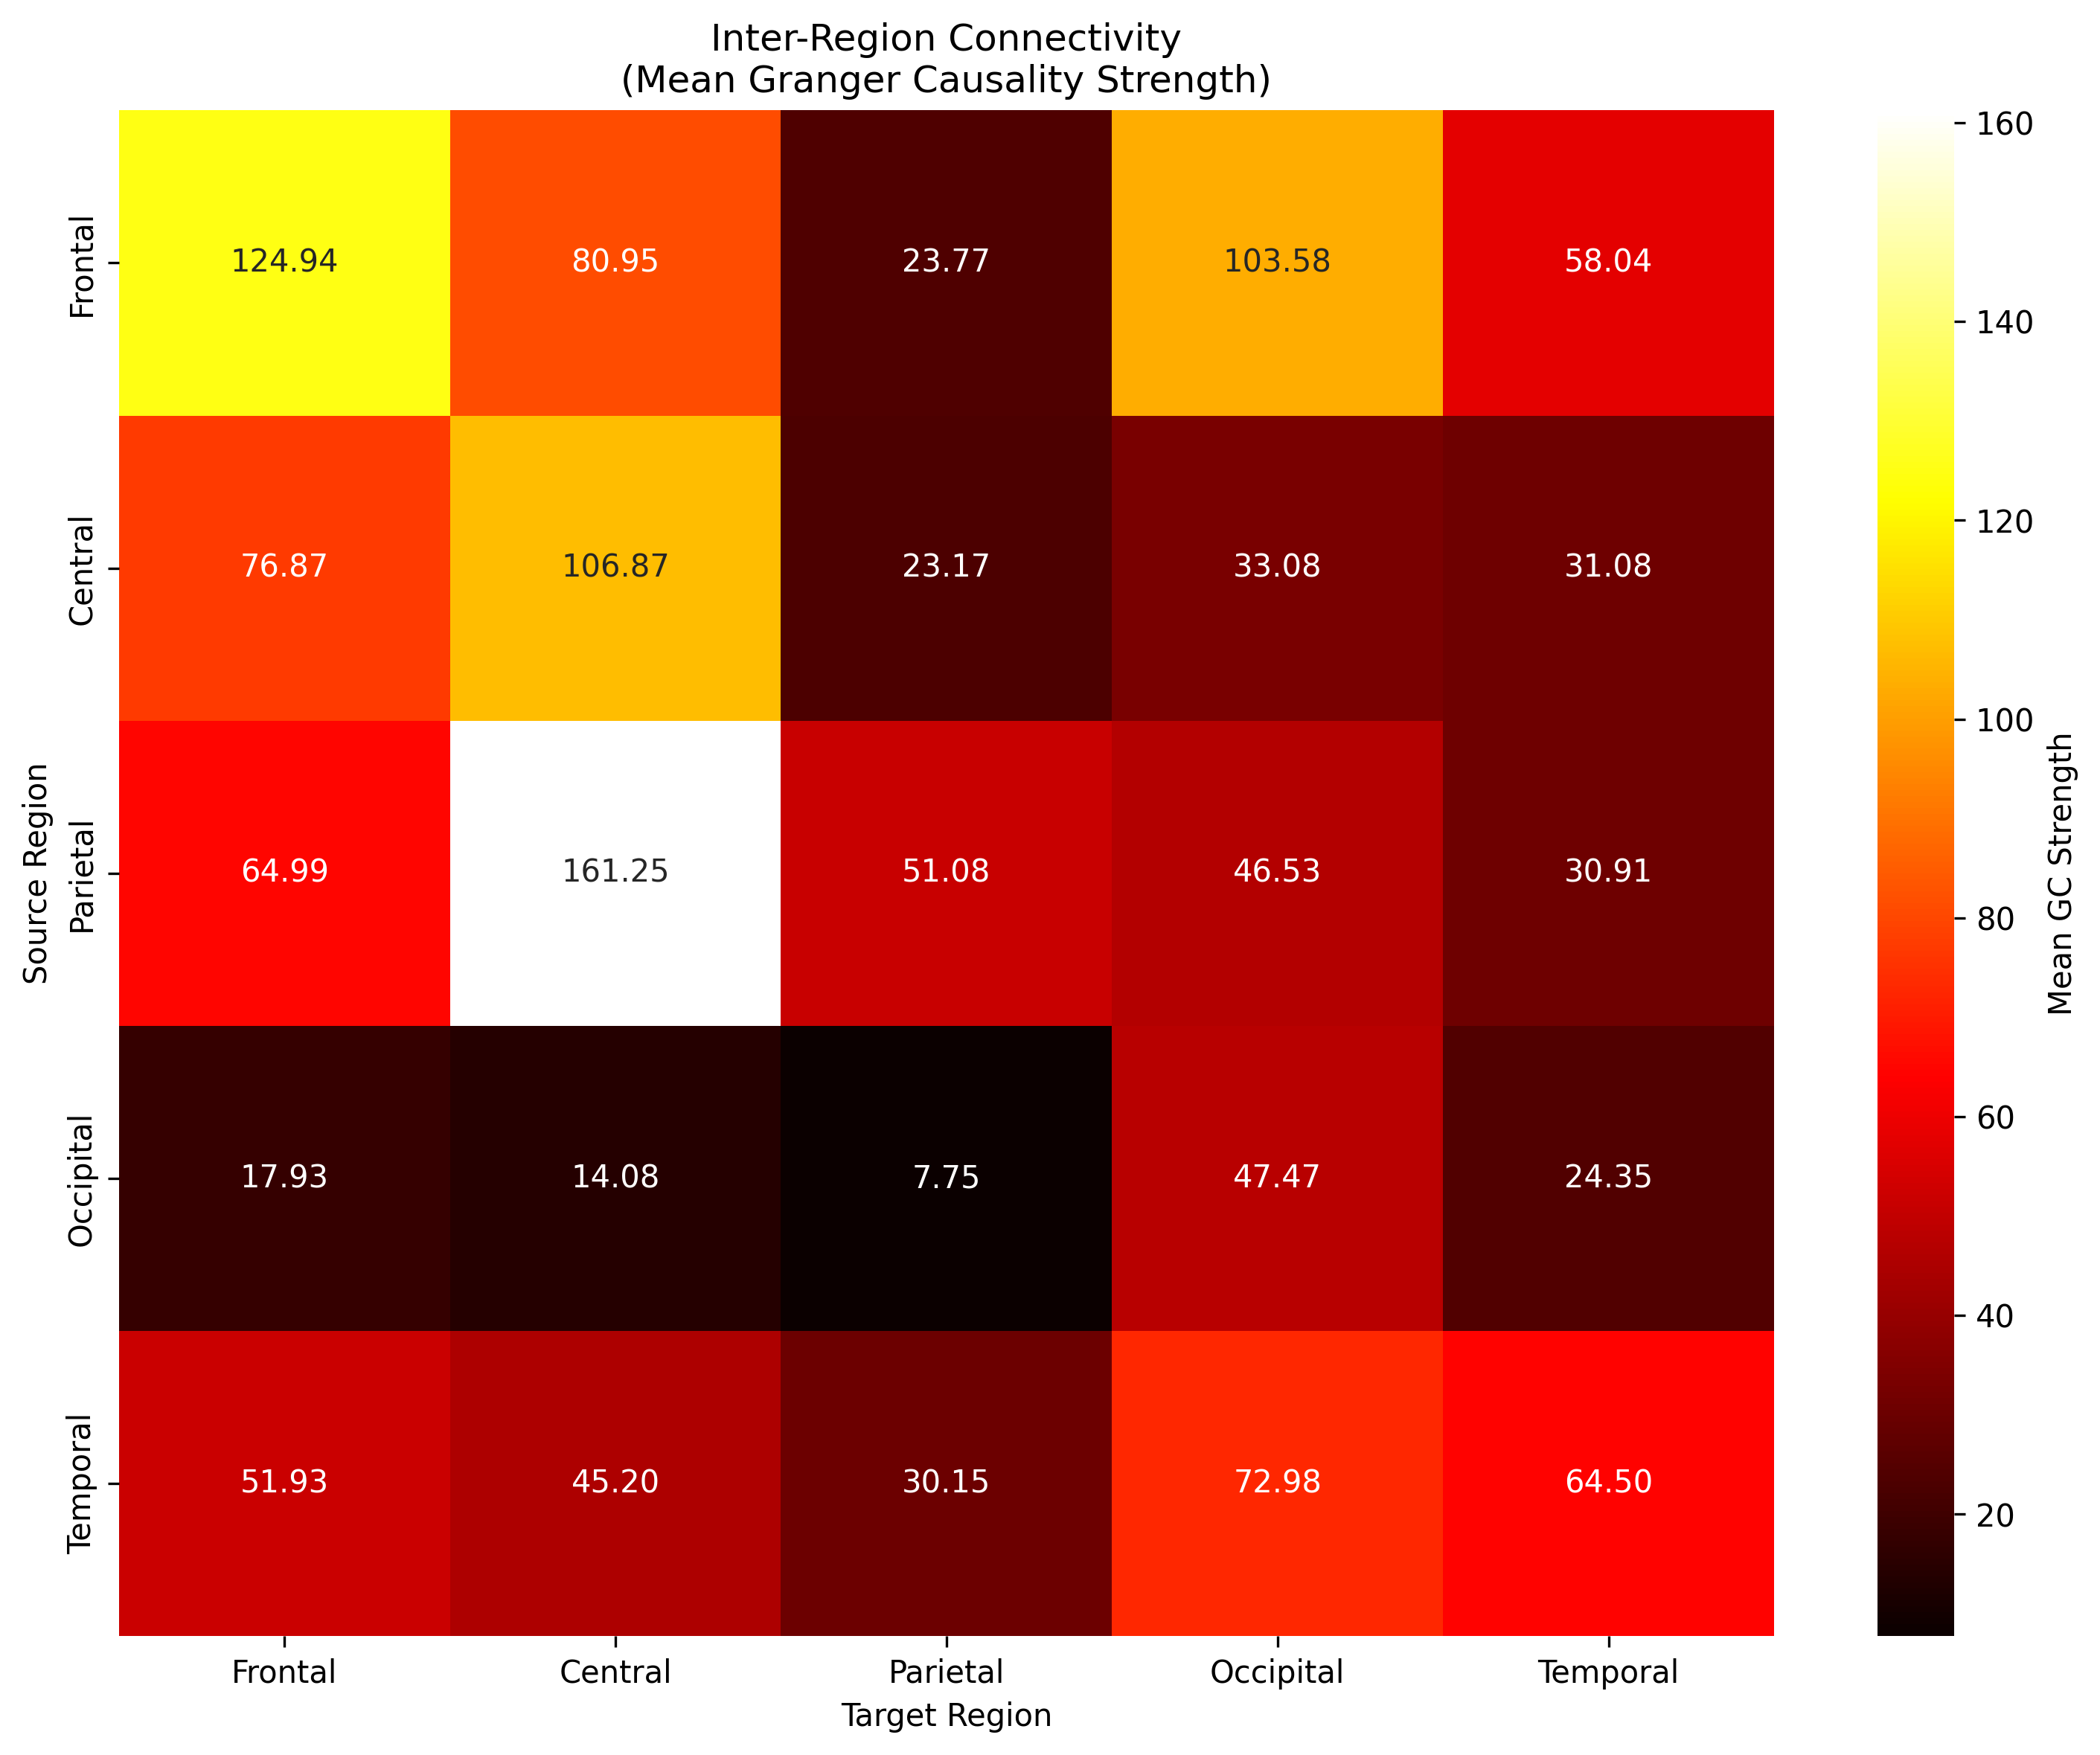 Inter-Region Connectivity
(Mean Granger Causality Strength)
Source Region
Frontal
124.94 80.95 23.77 103.58 58.04
Central
76.87 106.87 23.17 33.08 31.08
Parietal
64.99 161.25 51.08 46.53 30.91
Occipital
17.93 14.08 7.75 47.47 24.35
Temporal
51.93 45.20 30.15 72.98 64.50
Frontal Central Parietal Occipital Temporal
Target Region
160
140
120
100
80
60
40
20
Mean GC Strength